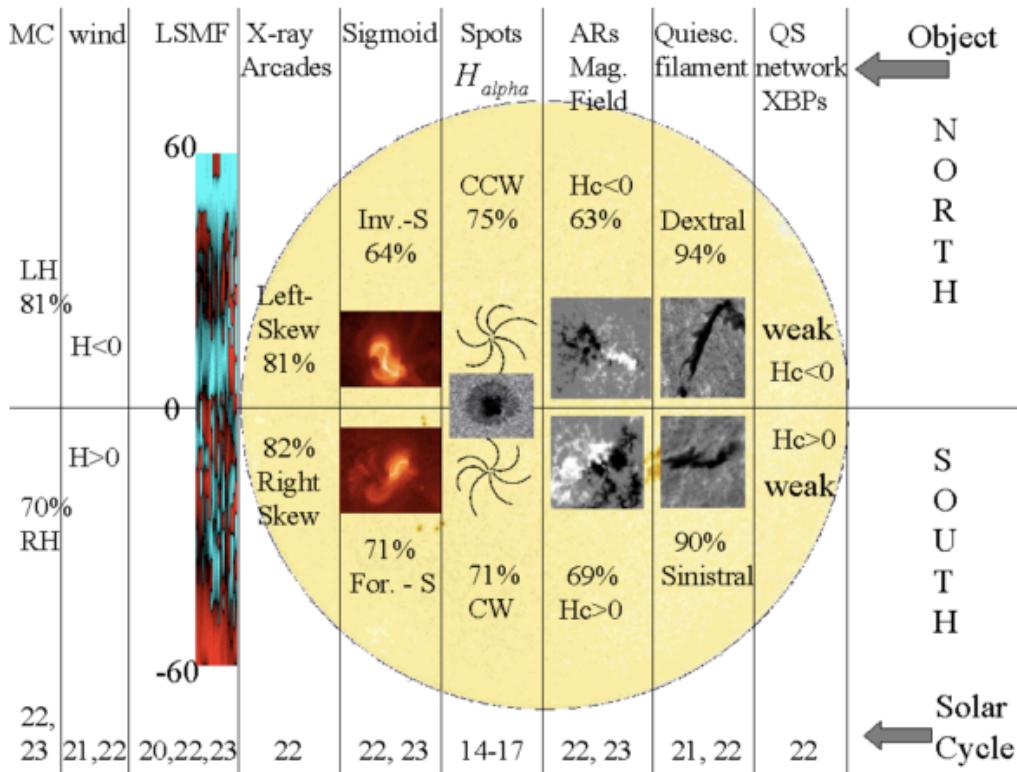 MC wind LSMF X-ray Arcades Sigmoid Spots H alpha ARs Mag. Field Quiesc. filament QS network XBPs Object
60
0
-60
LH
81%
70%
RH
H<0
H>0
Left-
Skew
81%
82%
Right
Skew
Inv.-S
64%
71%
For. - S
CCW
75%
71%
CW
Hc<0
63%
69%
Hc>0
Dextral
94%
90%
Sinistral
weak
Hc<0
Hc>0
weak
N
O
R
T
H
S
O
U
T
H
22,
23 21,22 20,22,23 22 22, 23 14-17 22, 23 21, 22 22
Solar
Cycle